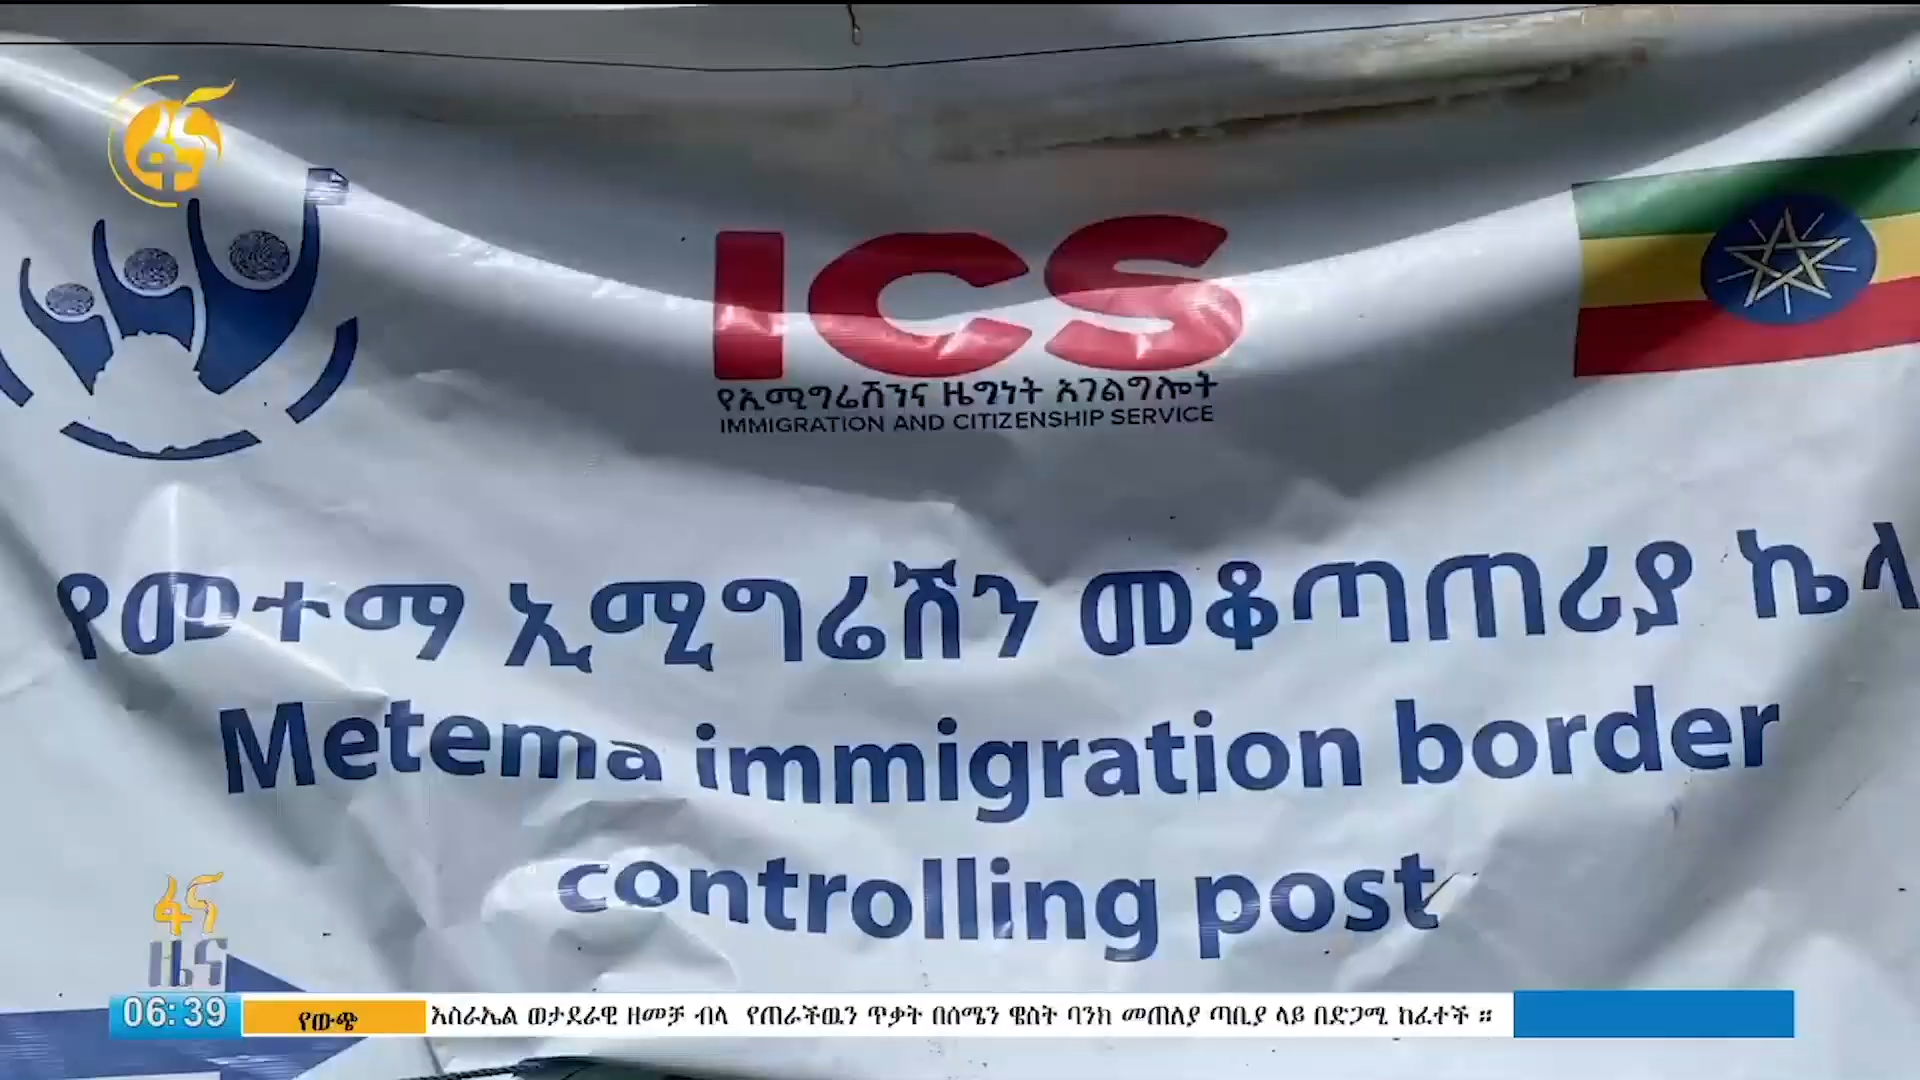 ፋና
ICS
የኢሚግሬሽንና ዜግነት አገልግሎት
IMMIGRATION AND CITIZENSHIP SERVICE
የመተማ ኢሚግሬሽን መቆጣጠሪያ ኬላ
Metema immigration border
controlling post
ፋና
ዜና
06:39 የውጭ እስራኤል ወታደራዊ ዘመቻ ብላ የጠራችዉን ጥቃት በሰሜን ዌስት ባንክ መጠለያ ጣቢያ ላይ በድጋሚ ከፈተች ።